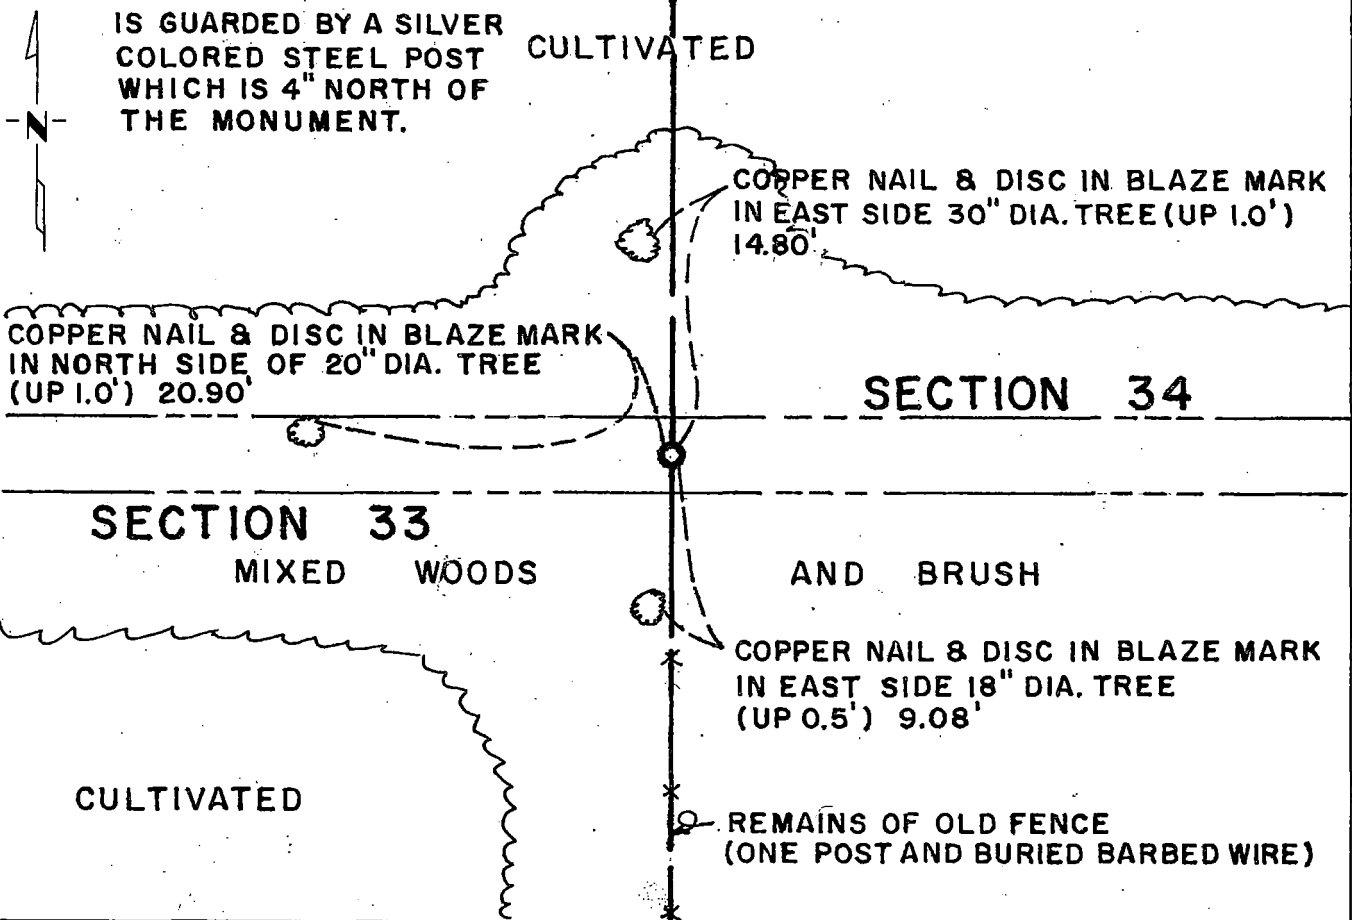 IS GUARDED BY A SILVER
COLORED STEEL POST
WHICH IS 4" NORTH OF
THE MONUMENT.
CULTIVATED
N
COPPER NAIL & DISC IN BLAZE MARK
IN EAST SIDE 30" DIA. TREE (UP 1.0')
14.80'
COPPER NAIL & DISC IN BLAZE MARK
IN NORTH SIDE OF 20" DIA. TREE
(UP 1.0') 20.90'
SECTION 34
SECTION 33
MIXED WOODS AND BRUSH
COPPER NAIL & DISC IN BLAZE MARK
IN EAST SIDE 18" DIA. TREE
(UP 0.5') 9.08'
CULTIVATED
REMAINS OF OLD FENCE
(ONE POST AND BURIED BARBED WIRE)